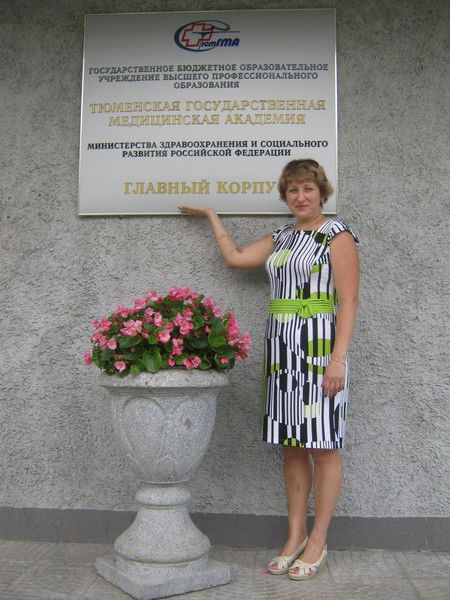 ТюмГМА
ГОСУДАРСТВЕННОЕ БЮДЖЕТНОЕ ОБРАЗОВАТЕЛЬНОЕ
УЧРЕЖДЕНИЕ ВЫСШЕГО ПРОФЕССИОНАЛЬНОГО
ОБРАЗОВАНИЯ
ТЮМЕНСКАЯ ГОСУДАРСТВЕННАЯ
МЕДИЦИНСКАЯ АКАДЕМИЯ
МИНИСТЕРСТВА ЗДРАВООХРАНЕНИЯ И СОЦИАЛЬНОГО
РАЗВИТИЯ РОССИЙСКОЙ ФЕДЕРАЦИИ
ГЛАВНЫЙ КОРПУ